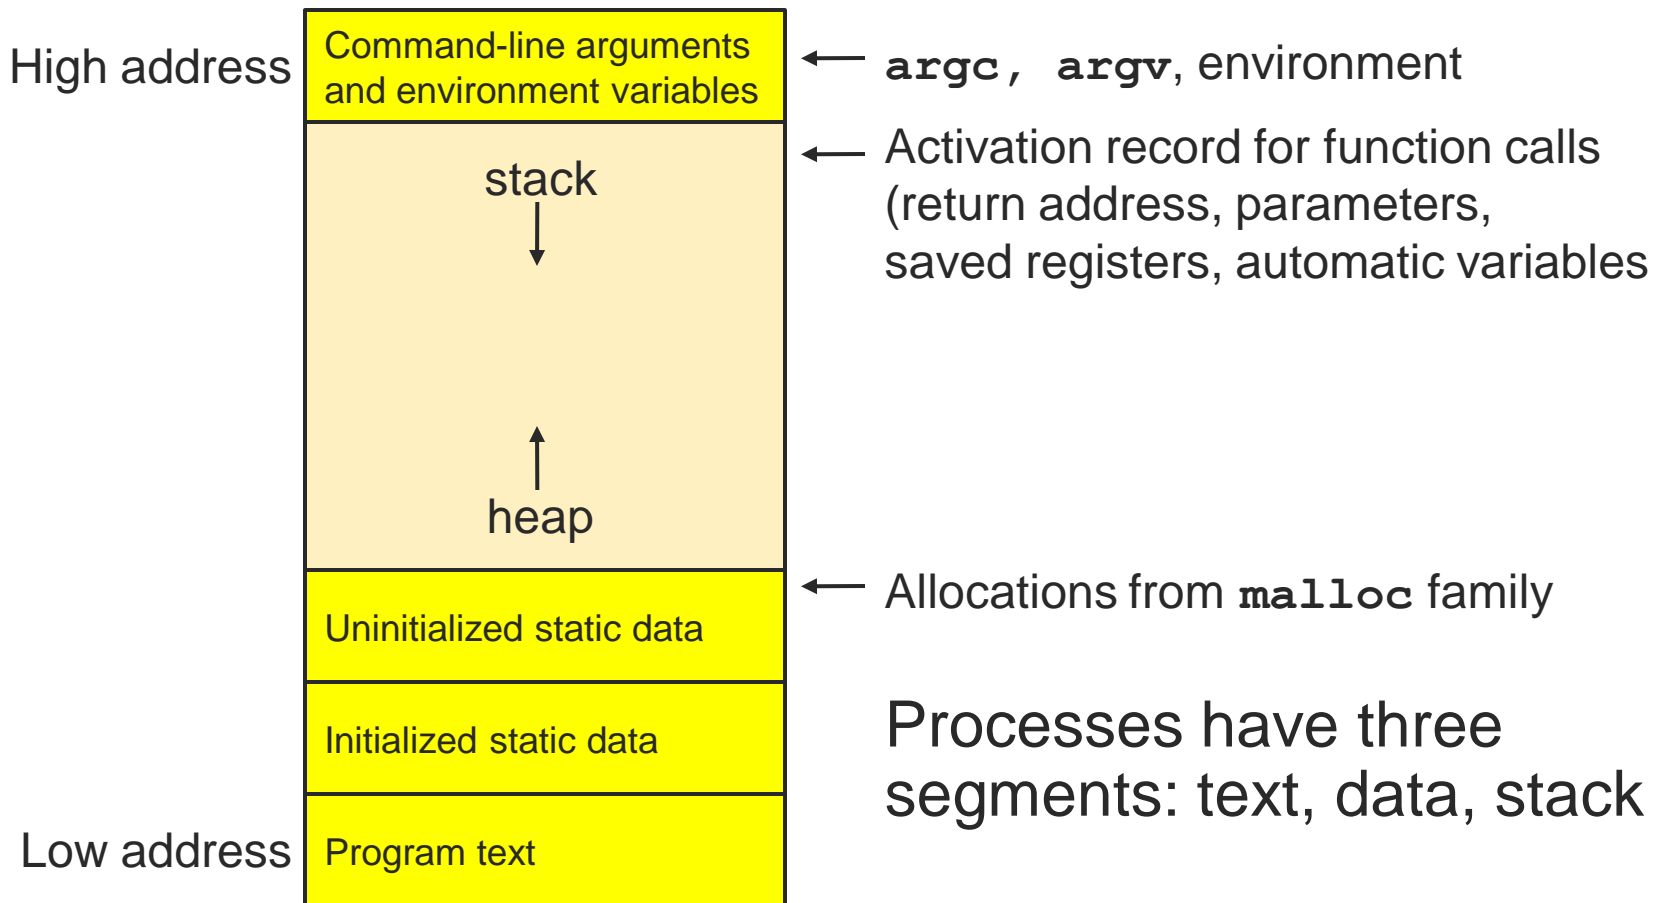 High address
Command-line arguments
and environment variables
argc, argv, environment
Activation record for function calls
(return address, parameters,
saved registers, automatic variables
stack
heap
Allocations from malloc family
Uninitialized static data
Initialized static data
Processes have three
segments: text, data, stack
Low address
Program text